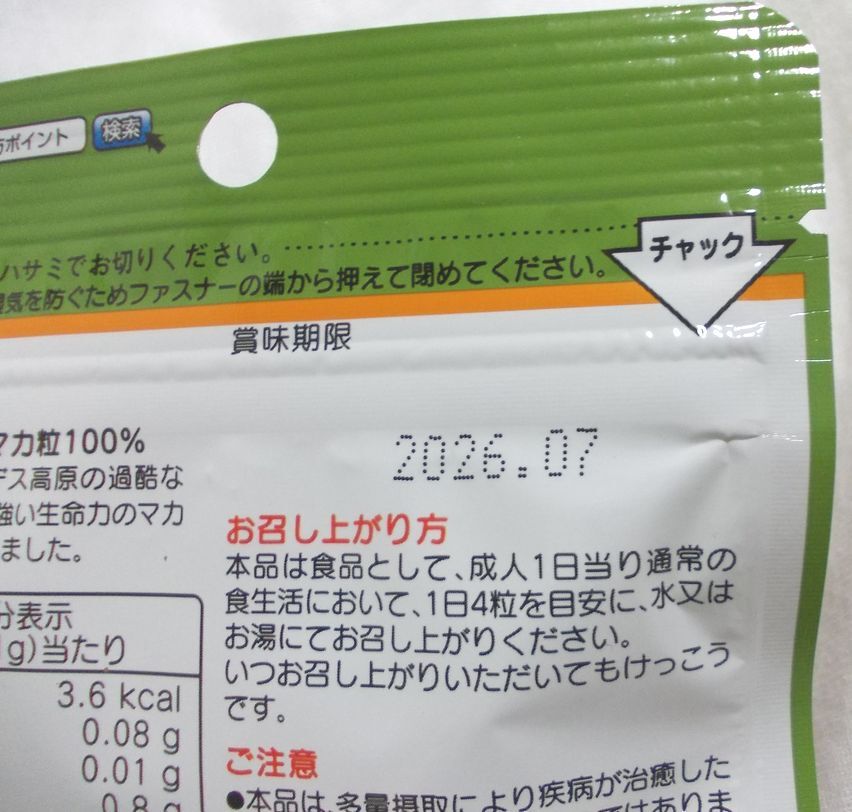 ポイント 検索
ハサミでお切りください。
気を防ぐためファスナーの端から押えて閉めてください。
チャック
賞味期限
2026.07
マカ粒100%
デス高原の過酷な
強い生命力のマカ
ました。
分表示
1g)当たり
3.6 kcal
0.08 g
0.01 g
0.8 g
お召し上がり方
本品は食品として、成人1日当り通常の
食生活において、1日4粒を目安に、水又は
お湯にてお召し上がりください。
いつお召し上がりいただいてもけっこう
です。
ご注意
●本品は、多量摂取により疾病が治癒した
ではありま